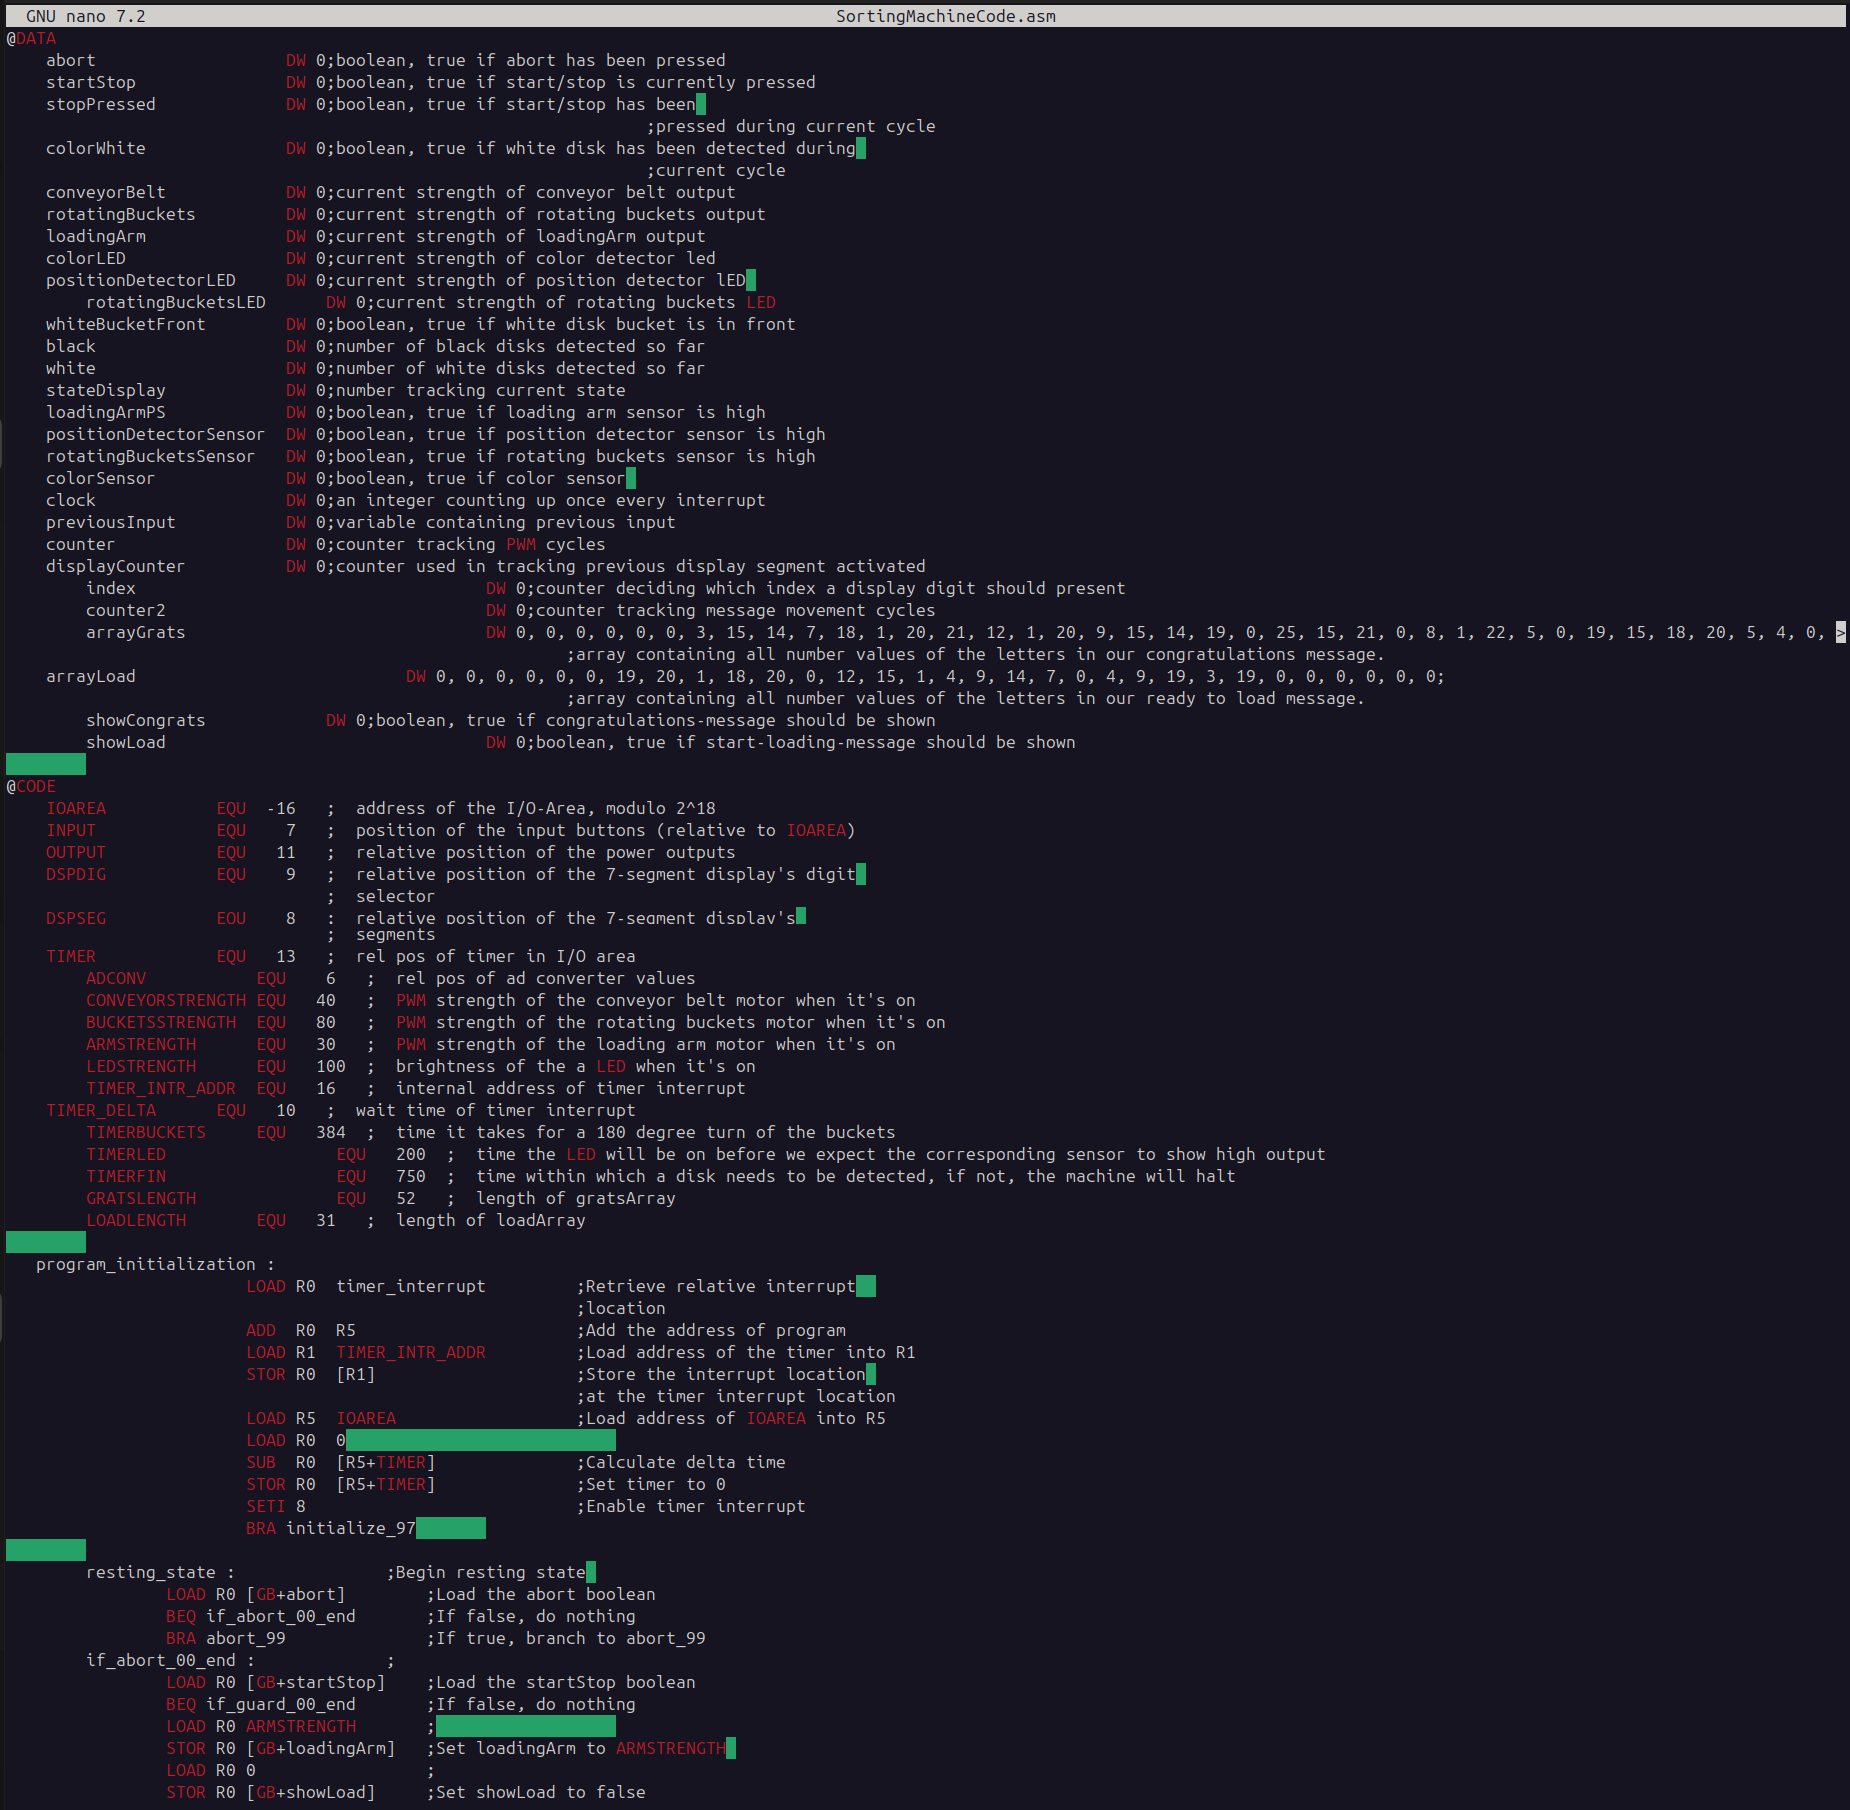 GNU nano 7.2 SortingMachineCode.asm
@DATA
abort DW 0;boolean, true if abort has been pressed
startStop DW 0;boolean, true if start/stop is currently pressed
stopPressed DW 0;boolean, true if start/stop has been
;pressed during current cycle
colorWhite DW 0;boolean, true if white disk has been detected during
;current cycle
conveyorBelt DW 0;current strength of conveyor belt output
rotatingBuckets DW 0;current strength of rotating buckets output
loadingArm DW 0;current strength of loadingArm output
colorLED DW 0;current strength of color detector led
positionDetectorLED DW 0;current strength of position detector lED
rotatingBucketsLED DW 0;current strength of rotating buckets LED
whiteBucketFront DW 0;boolean, true if white disk bucket is in front
black DW 0;number of black disks detected so far
white DW 0;number of white disks detected so far
stateDisplay DW 0;number tracking current state
loadingArmPS DW 0;boolean, true if loading arm sensor is high
positionDetectorSensor DW 0;boolean, true if position detector sensor is high
rotatingBucketsSensor DW 0;boolean, true if rotating buckets sensor is high
colorSensor DW 0;boolean, true if color sensor
clock DW 0;an integer counting up once every interrupt
previousInput DW 0;variable containing previous input
counter DW 0;counter tracking PWM cycles
displayCounter DW 0;counter used in tracking previous display segment activated
index DW 0;counter deciding which index a display digit should present
counter2 DW 0;counter tracking message movement cycles
arrayGrats DW 0, 0, 0, 0, 0, 0, 3, 15, 14, 7, 18, 1, 20, 21, 12, 1, 20, 9, 15, 14, 19, 0, 25, 15, 21, 0, 8, 1, 22, 5, 0, 19, 15, 18, 20, 5, 4, 0, >
;array containing all number values of the letters in our congratulations message.
arrayLoad DW 0, 0, 0, 0, 0, 0, 19, 20, 1, 18, 20, 0, 12, 15, 1, 4, 9, 14, 7, 0, 4, 9, 19, 3, 19, 0, 0, 0, 0, 0, 0;
;array containing all number values of the letters in our ready to load message.
showCongrats DW 0;boolean, true if congratulations-message should be shown
showLoad DW 0;boolean, true if start-loading-message should be shown
@CODE
IOAREA EQU -16 ; address of the I/O-Area, modulo 2^18
INPUT EQU 7 ; position of the input buttons (relative to IOAREA)
OUTPUT EQU 11 ; relative position of the power outputs
DSPDIG EQU 9 ; relative position of the 7-segment display's digit
; selector
DSPSEG EQU 8 ; relative position of the 7-segment display's
; segments
TIMER EQU 13 ; rel pos of timer in I/O area
ADCONV EQU 6 ; rel pos of ad converter values
CONVEYORSTRENGTH EQU 40 ; PWM strength of the conveyor belt motor when it's on
BUCKETSSTRENGTH EQU 80 ; PWM strength of the rotating buckets motor when it's on
ARMSTRENGTH EQU 30 ; PWM strength of the loading arm motor when it's on
LEDSTRENGTH EQU 100 ; brightness of the a LED when it's on
TIMER_INTR_ADDR EQU 16 ; internal address of timer interrupt
TIMER_DELTA EQU 10 ; wait time of timer interrupt
TIMERBUCKETS EQU 384 ; time it takes for a 180 degree turn of the buckets
TIMERLED EQU 200 ; time the LED will be on before we expect the corresponding sensor to show high output
TIMERFIN EQU 750 ; time within which a disk needs to be detected, if not, the machine will halt
GRATSLENGTH EQU 52 ; length of gratsArray
LOADLENGTH EQU 31 ; length of loadArray
program_initialization :
LOAD R0 timer_interrupt ;Retrieve relative interrupt
;location
ADD R0 R5 ;Add the address of program
LOAD R1 TIMER_INTR_ADDR ;Load address of the timer into R1
STOR R0 [R1] ;Store the interrupt location
;at the timer interrupt location
LOAD R5 IOAREA ;Load address of IOAREA into R5
LOAD R0 0
SUB R0 [R5+TIMER] ;Calculate delta time
STOR R0 [R5+TIMER] ;Set timer to 0
SETI 8 ;Enable timer interrupt
BRA initialize_97
resting_state : ;Begin resting state
LOAD R0 [GB+abort] ;Load the abort boolean
BEQ if_abort_00_end ;If false, do nothing
BRA abort_99 ;If true, branch to abort_99
if_abort_00_end : ;
LOAD R0 [GB+startStop] ;Load the startStop boolean
BEQ if_guard_00_end ;If false, do nothing
LOAD R0 ARMSTRENGTH ;
STOR R0 [GB+loadingArm] ;Set loadingArm to ARMSTRENGTH
LOAD R0 0 ;
STOR R0 [GB+showLoad] ;Set showLoad to false